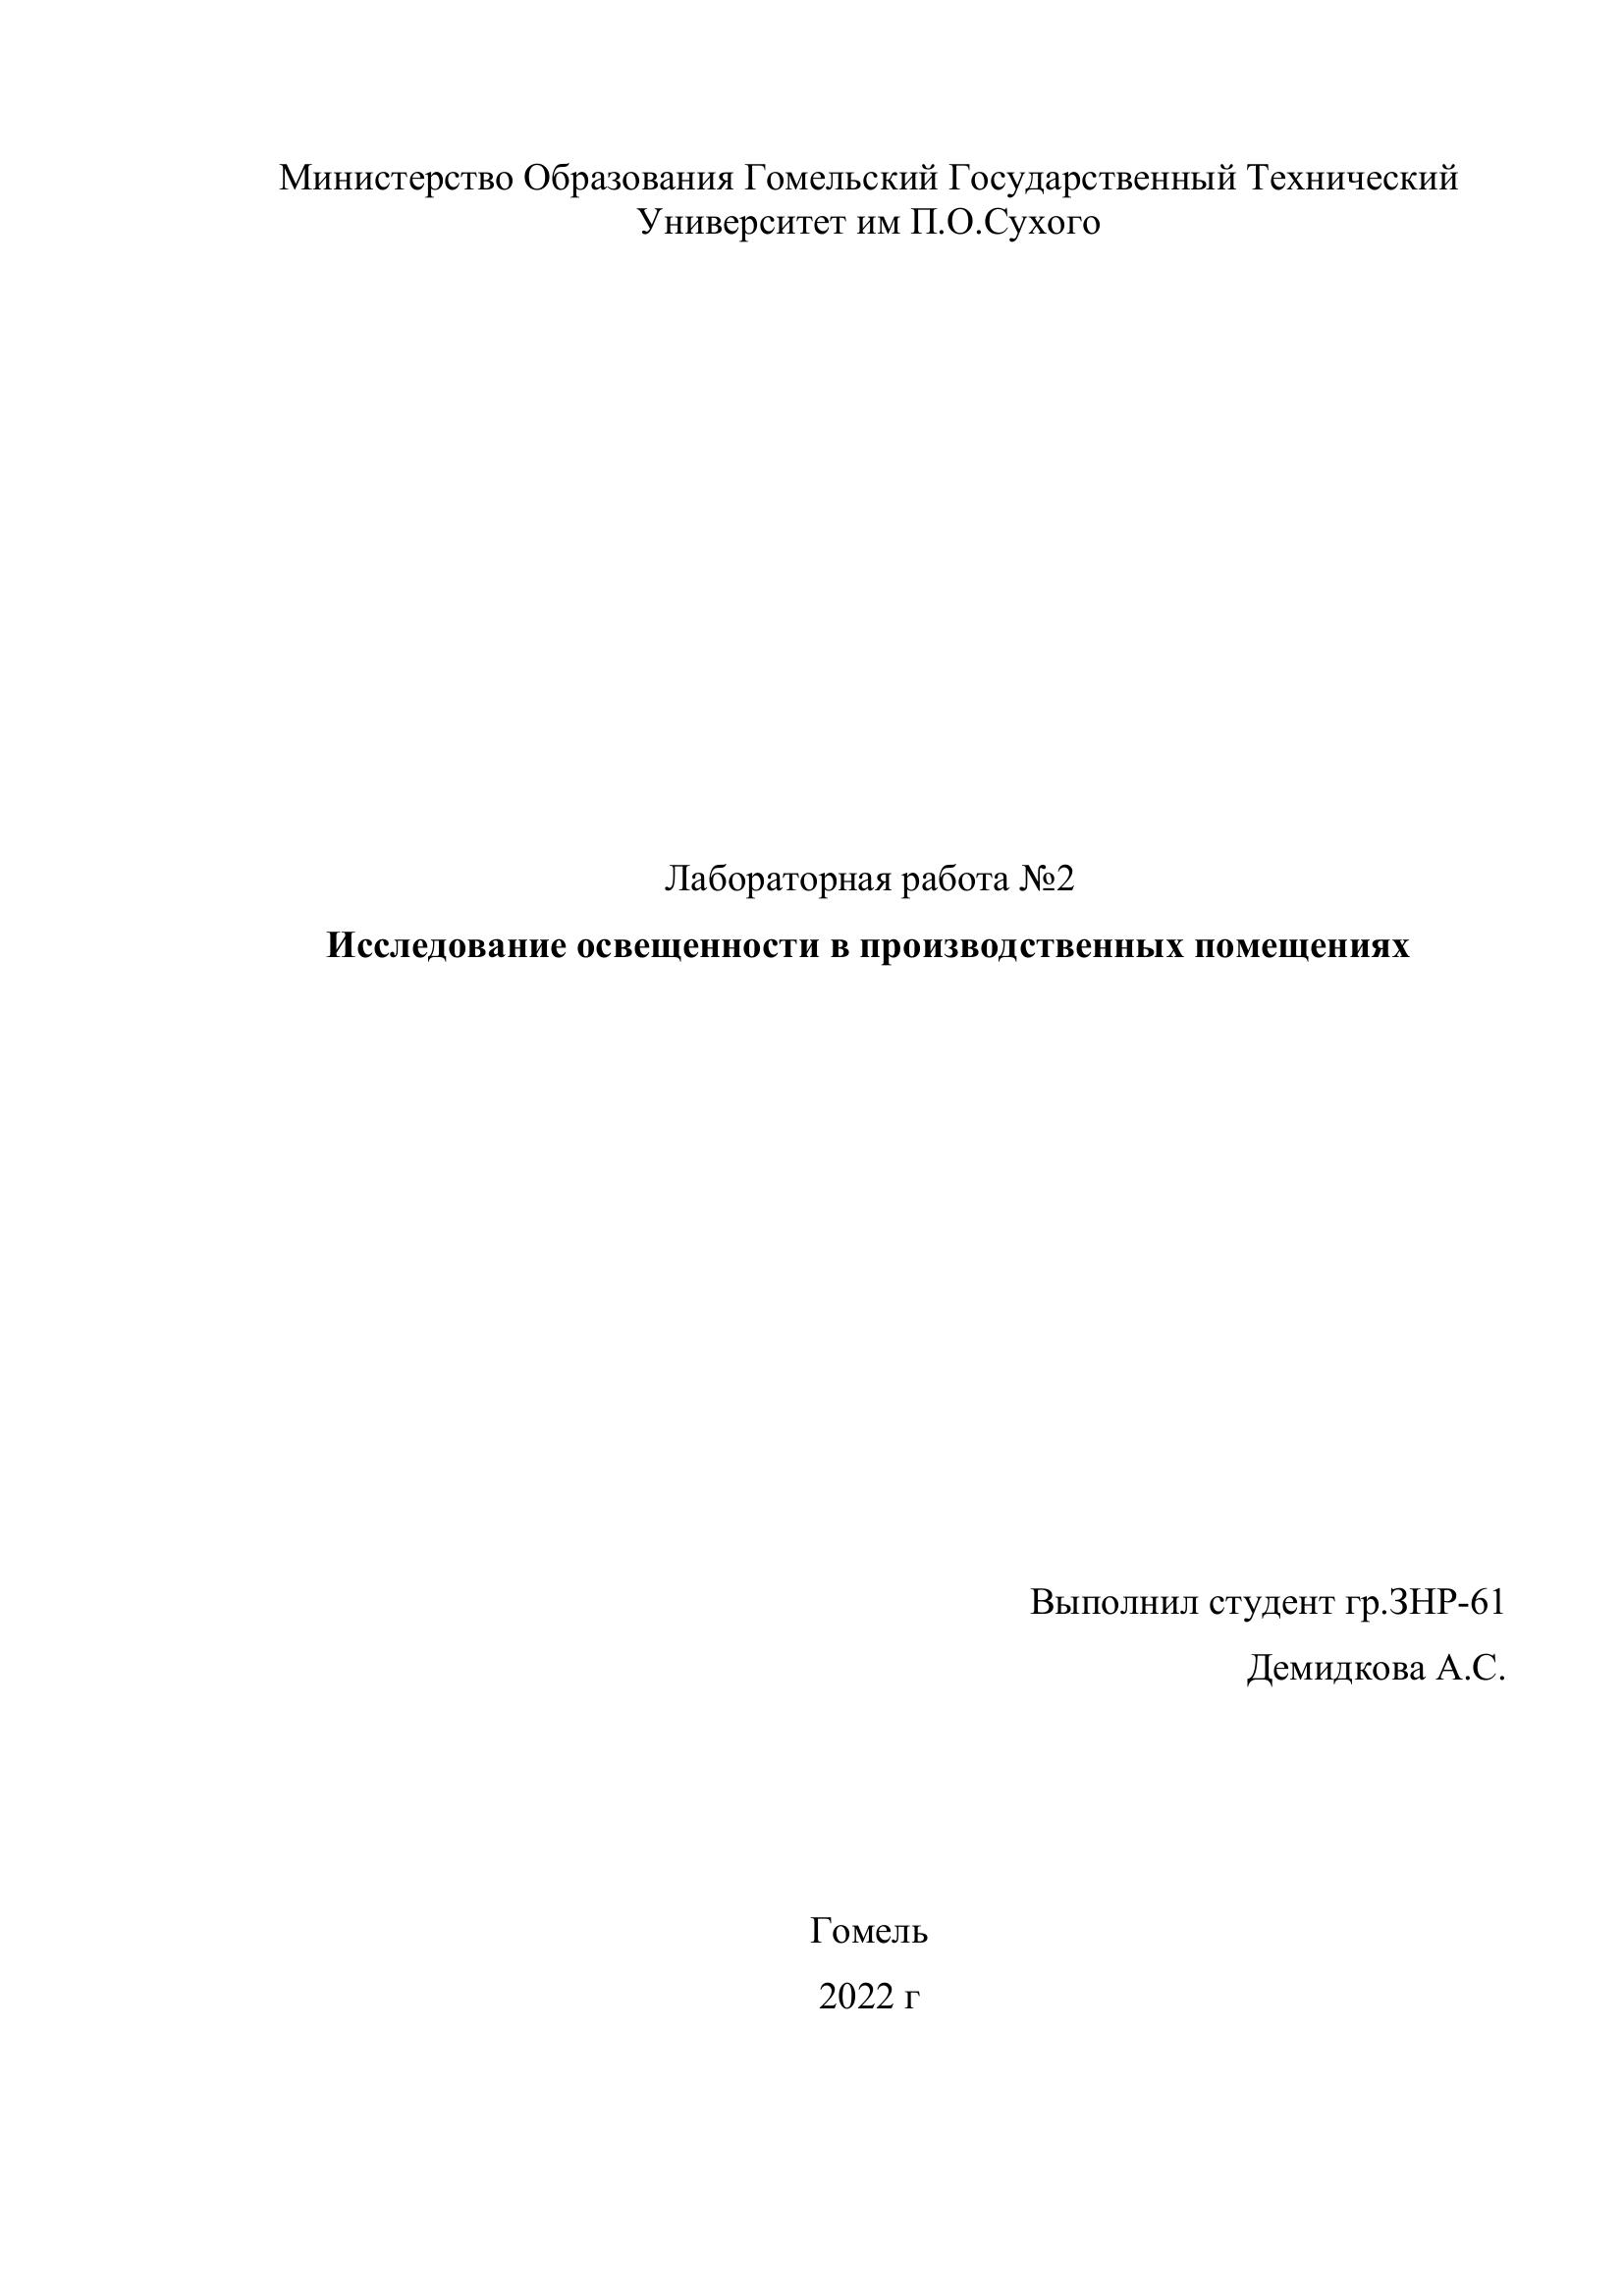 Министерство Образования Гомельский Государственный Технический
Университет им П.О.Сухого
Лабораторная работа №2
Исследование освещенности в производственных помещениях
Выполнил студент гр.ЗНР-61
Демидкова А.С.
Гомель
2022 г